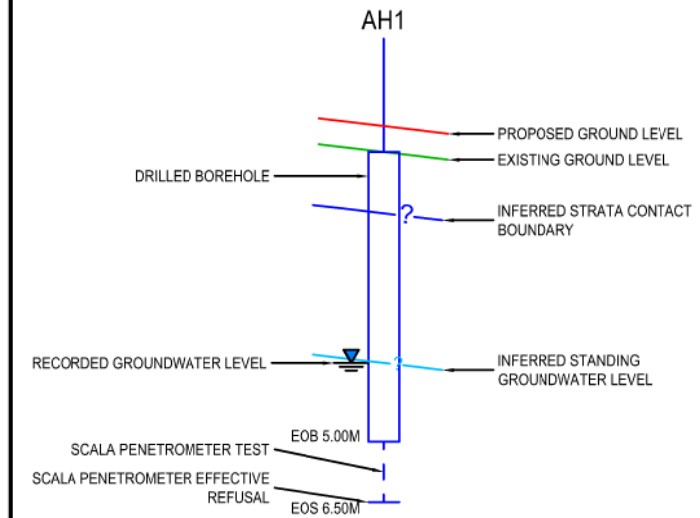 AH1
PROPOSED GROUND LEVEL
EXISTING GROUND LEVEL
DRILLED BOREHOLE
?
INFERRED STRATA CONTACT
BOUNDARY
RECORDED GROUNDWATER LEVEL
?
INFERRED STANDING
GROUNDWATER LEVEL
EOB 5.00M
SCALA PENETROMETER TEST
SCALA PENETROMETER EFFECTIVE
REFUSAL
EOS 6.50M